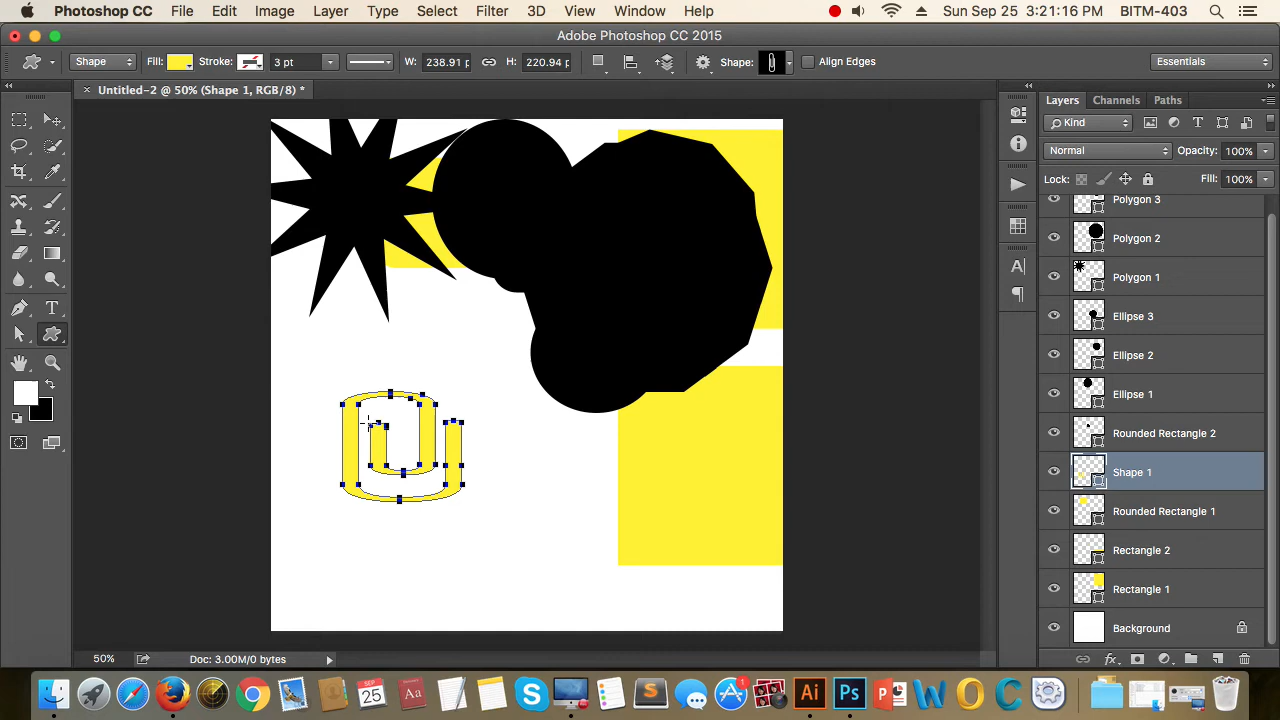 Photoshop CC File Edit Image Layer Type Select Filter 3D View Window Help Sun Sep 25 3:21:16 PM BITM-403
Adobe Photoshop CC 2015
Shape Fill: Stroke: 3 pt W: 236.91 p H: 220.94 p Shape: Align Edges Essentials
× Untitled-2 @ 50% (Shape 1, RGB/8) *
Layers Channels Paths
Kind
Normal Opacity: 100%
Lock: Fill: 100%
Polygon 3
Polygon 2
Polygon 1
Ellipse 3
Ellipse 2
Ellipse 1
Rounded Rectangle 2
Shape 1
Rounded Rectangle 1
Rectangle 2
Rectangle 1
Background
50% Doc: 3.00M/0 bytes